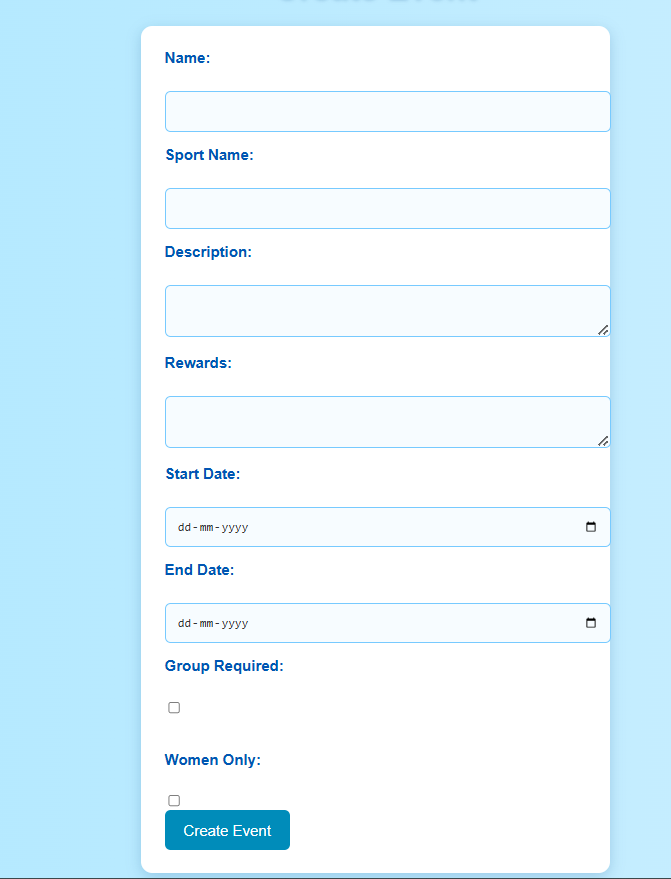 Name:
Sport Name:
Description:
Rewards:
Start Date:
dd-mm-yyyy
End Date:
dd-mm-yyyy
Group Required:
Women Only:
Create Event